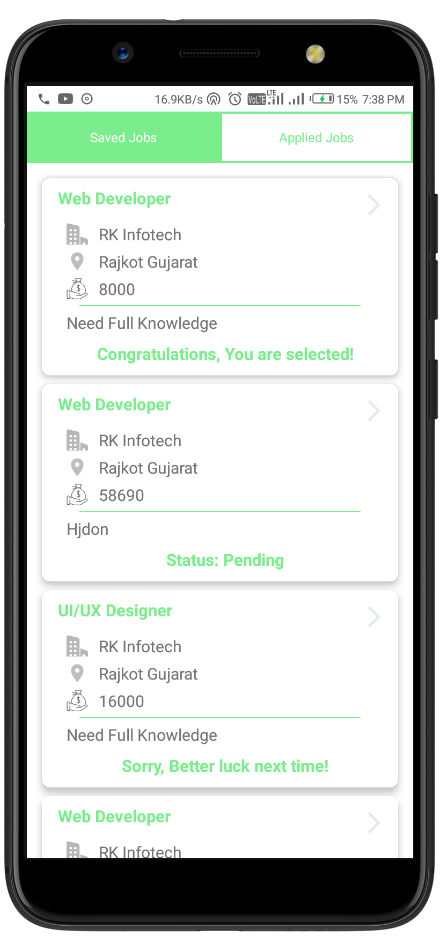 16.9KB/s VoLTE LTE 15% 7:38 PM
Saved Jobs Applied Jobs
Web Developer
RK Infotech
Rajkot Gujarat
8000
Need Full Knowledge
Congratulations, You are selected!
Web Developer
RK Infotech
Rajkot Gujarat
58690
Hjdon
Status: Pending
UI/UX Designer
RK Infotech
Rajkot Gujarat
16000
Need Full Knowledge
Sorry, Better luck next time!
Web Developer
RK Infotech